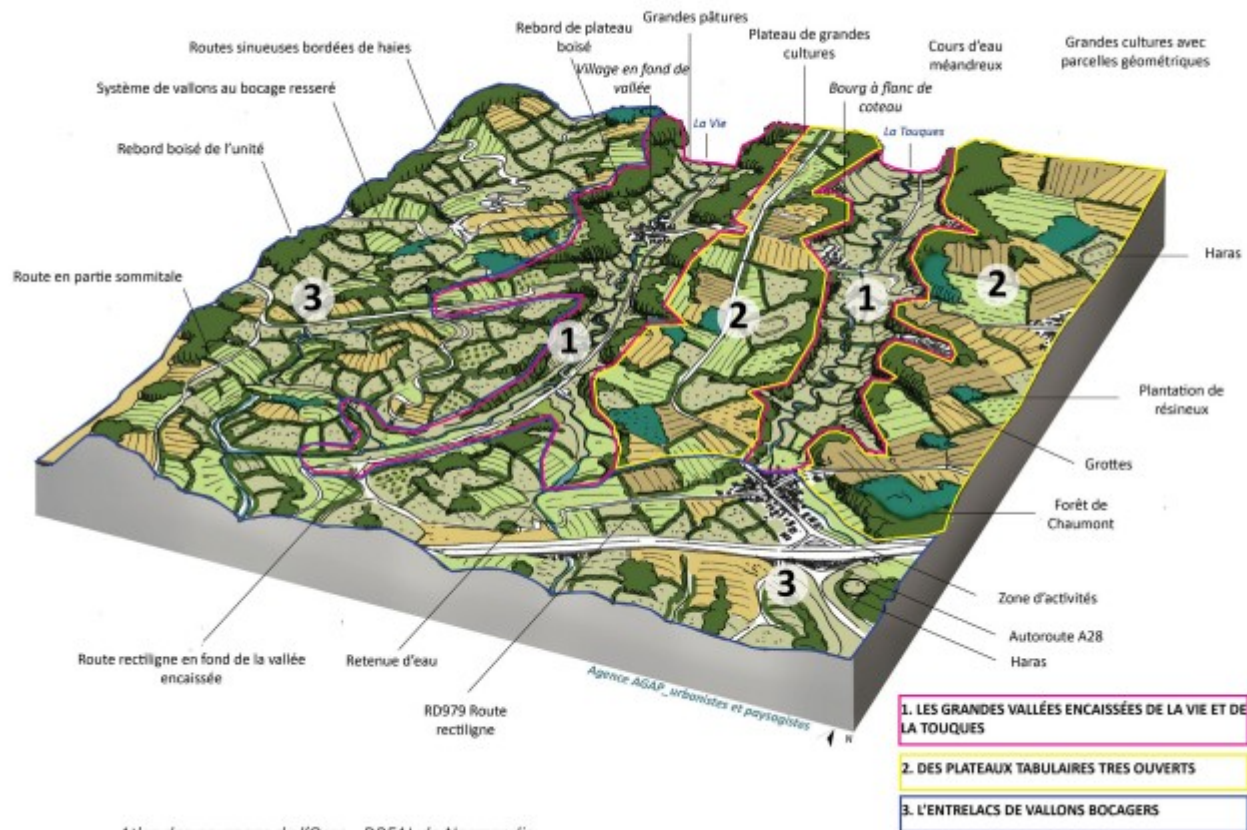 Grandes pâtures
Rebord de plateau
boisé
Plateau de grandes
cultures
Cours d'eau
méandreux
Grandes cultures avec
parcelles géométriques
Routes sinueuses bordées de haies
Village en fond de
vallée
Bourg à flanc de
coteau
Système de vallons au bocage resseré
La Vie
La Touques
Rebord boisé de l'unité
Route en partie sommitale
Haras
3
1
2
1
2
Plantation de
résineux
Grottes
Forêt de
Chaumont
3
Zone d'activités
Autoroute A28
Haras
Route rectiligne en fond de la vallée
encaissée
Retenue d'eau
RD979 Route
rectiligne
Agence AGAP_urbanistes et paysagistes
N
1. LES GRANDES VALLÉES ENCAISSÉES DE LA VIE ET DE
LA TOUQUES
2. DES PLATEAUX TABULAIRES TRES OUVERTS
3. L'ENTRELACS DE VALLONS BOCAGERS